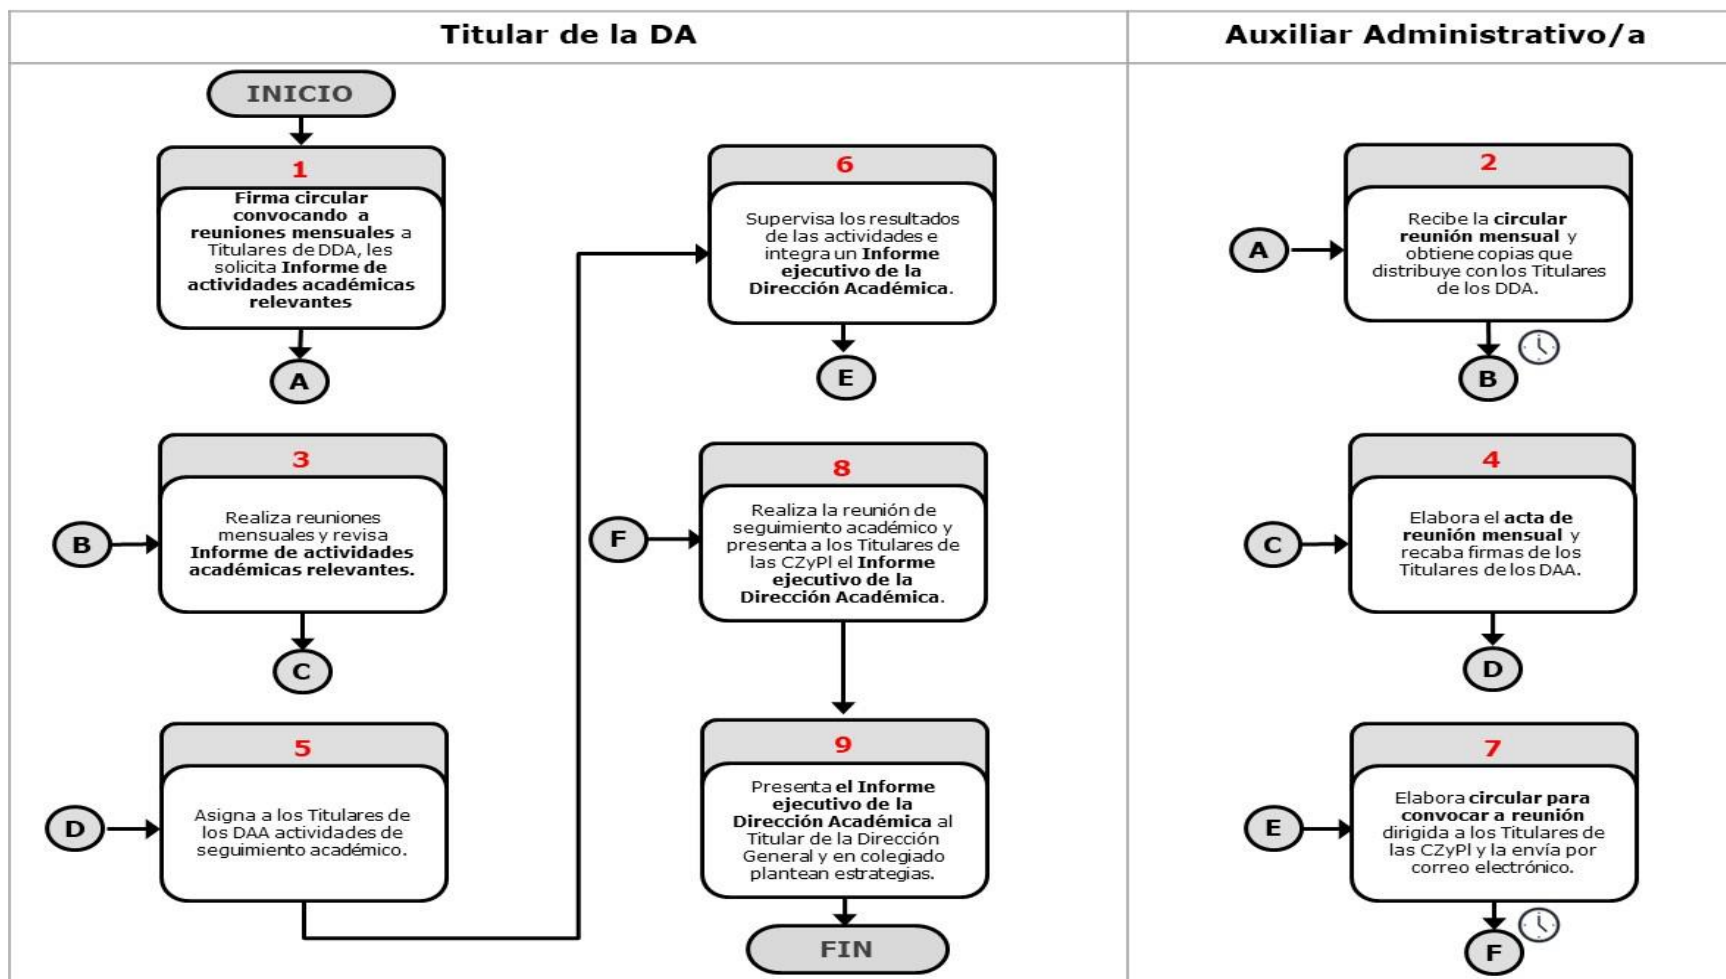 Titular de la DA
Auxiliar Administrativo/a
INICIO
1
Firma circular
convocando a
reuniones mensuales a
Titulares de DDA, les
solicita Informe de
actividades académicas
relevantes
A
B
3
Realiza reuniones
mensuales y revisa
Informe de actividades
académicas relevantes.
C
D
5
Asigna a los Titulares de
los DAA actividades de
seguimiento académico.
6
Supervisa los resultados
de las actividades e
integra un Informe
ejecutivo de la
Dirección Académica.
E
F
8
Realiza la reunión de
seguimiento académico y
presenta a los Titulares de
las CZyPl el Informe
ejecutivo de la
Dirección Académica.
9
Presenta el Informe
ejecutivo de la
Dirección Académica al
Titular de la Dirección
General y en colegiado
plantean estrategias.
FIN
A
2
Recibe la circular
reunión mensual y
obtiene copias que
distribuye con los Titulares
de los DDA.
B
C
4
Elabora el acta de
reunión mensual y
recaba firmas de los
Titulares de los DAA.
D
E
7
Elabora circular para
convocar a reunión
dirigida a los Titulares de
las CZyPl y la envía por
correo electrónico.
F